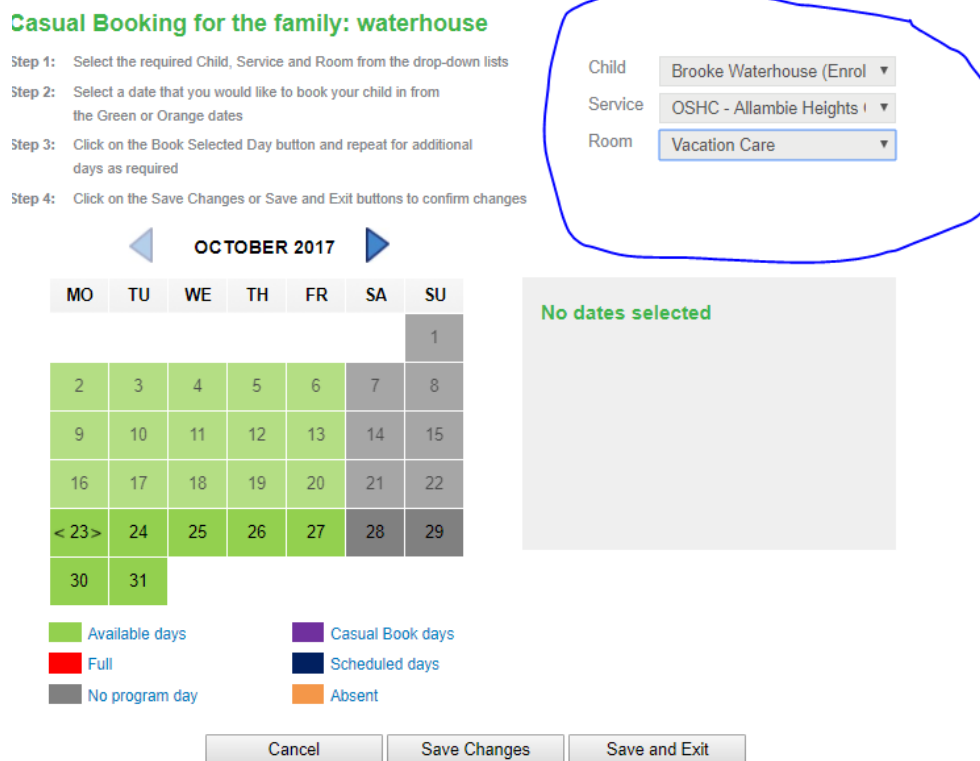 Casual Booking for the family: waterhouse
Step 1: Select the required Child, Service and Room from the drop-down lists
Step 2: Select a date that you would like to book your child in from
the Green or Orange dates
Step 3: Click on the Book Selected Day button and repeat for additional
days as required
Step 4: Click on the Save Changes or Save and Exit buttons to confirm changes
Child Brooke Waterhouse (Enrol
Service OSHC - Allambie Heights
Room Vacation Care
OCTOBER 2017
MO TU WE TH FR SA SU
1
2 3 4 5 6 7 8
9 10 11 12 13 14 15
16 17 18 19 20 21 22
< 23 > 24 25 26 27 28 29
30 31
No dates selected
Available days Casual Book days
Full Scheduled days
No program day Absent
Cancel Save Changes Save and Exit